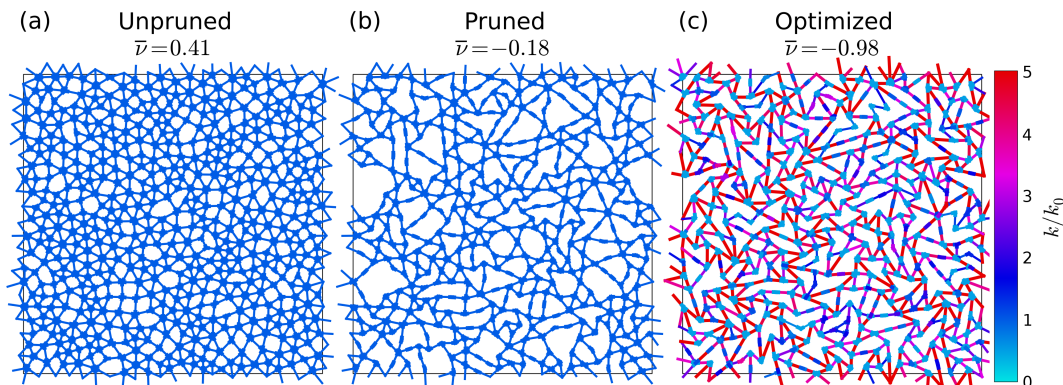 (a) Unpruned
ν̅=0.41
(b) Pruned
ν̅=−0.18
(c) Optimized
ν̅=−0.98
5
4
3
2
1
0
k/k₀